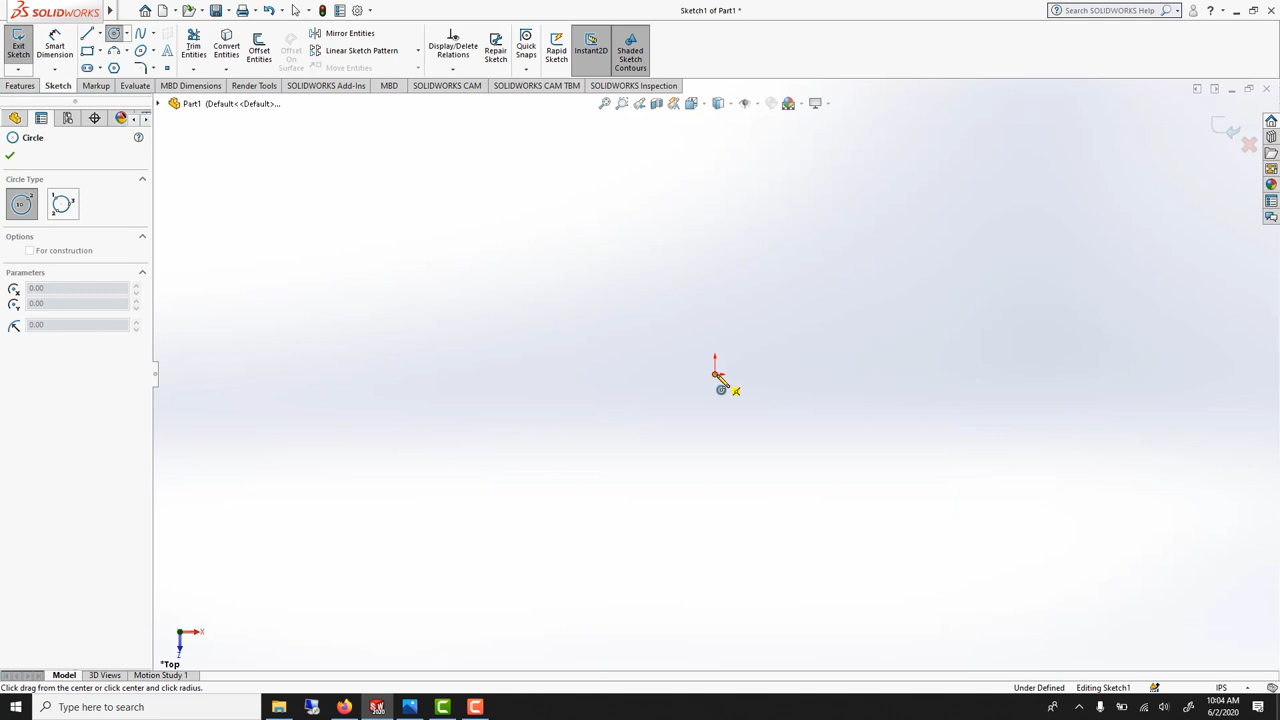 SOLIDWORKS
Sketch1 of Part1 *
Search SOLIDWORKS Help
Exit Sketch
Smart Dimension
Trim Entities
Convert Entities
Offset Entities
Offset On Surface
Mirror Entities
Linear Sketch Pattern
Move Entities
Display/Delete Relations
Repair Sketch
Quick Snaps
Rapid Sketch
Instant2D
Shaded Sketch Contours
Features Sketch Markup Evaluate MBD Dimensions Render Tools SOLIDWORKS Add-Ins MBD SOLIDWORKS CAM SOLIDWORKS CAM TBM SOLIDWORKS Inspection
Part1 (Default<<Default>...
Circle
Circle Type
Options
For construction
Parameters
0.00
0.00
0.00
X
Z
*Top
Model 3D Views Motion Study 1
Click drag from the center or click center and click radius.
Under Defined Editing Sketch1 IPS
Type here to search
10:04 AM
6/2/2020